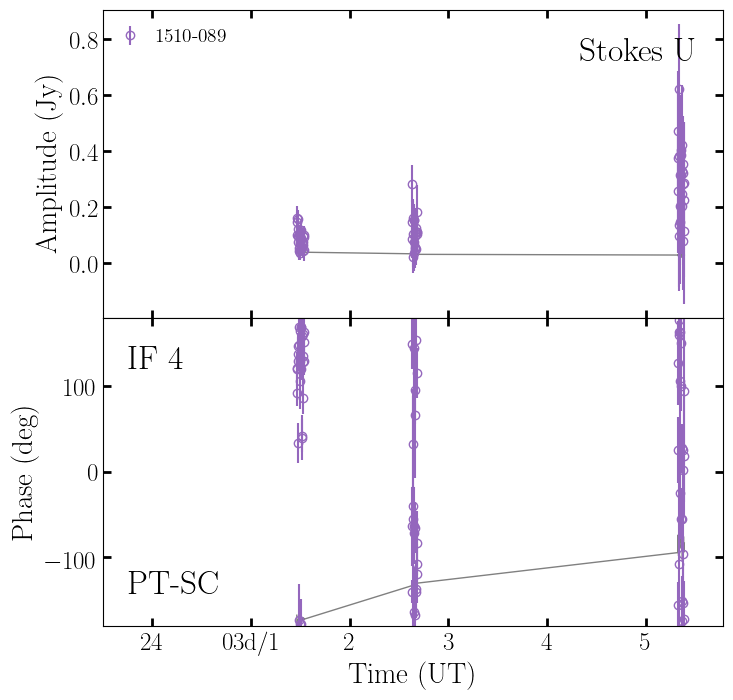 1510-089
Stokes U
0.8
0.6
0.4
0.2
0.0
Amplitude (Jy)
IF 4
100
0
−100
Phase (deg)
PT-SC
24 03d/1 2 3 4 5
Time (UT)